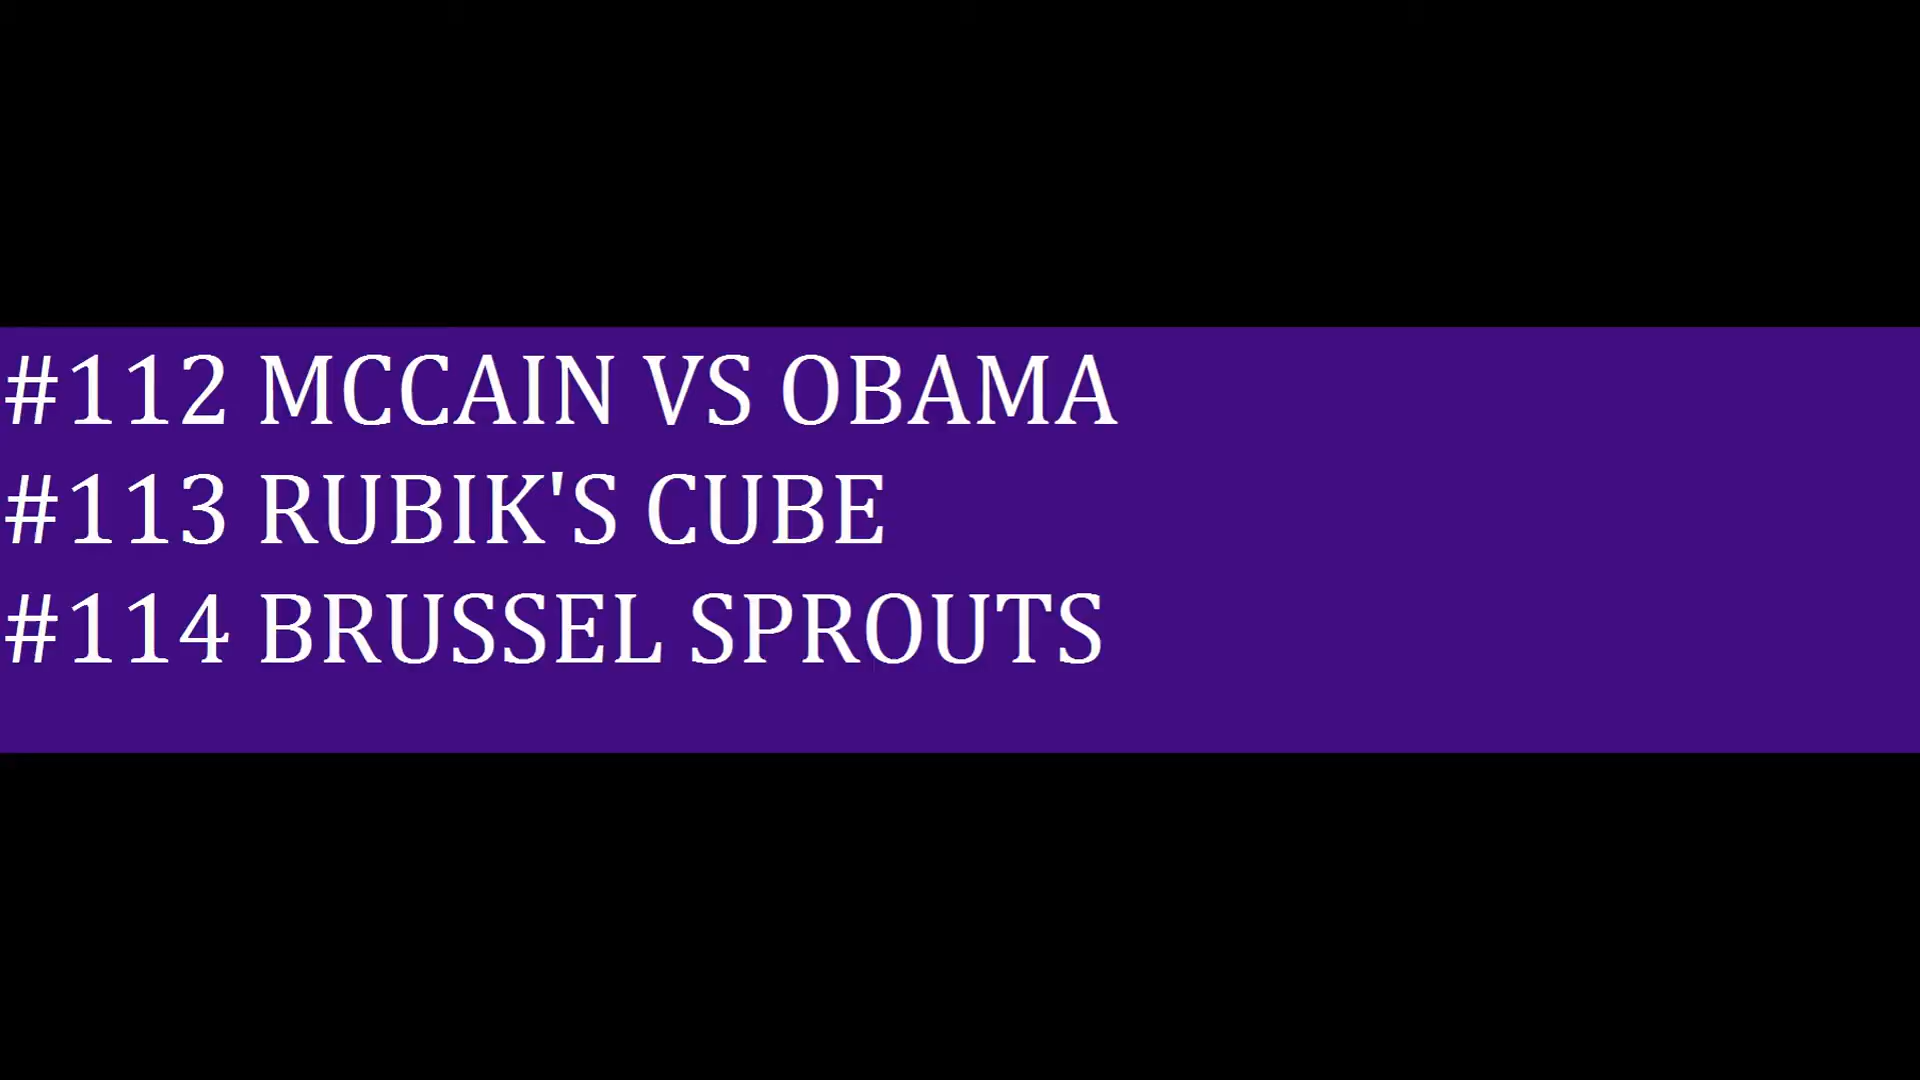 #112 MCCAIN VS OBAMA
#113 RUBIK'S CUBE
#114 BRUSSEL SPROUTS